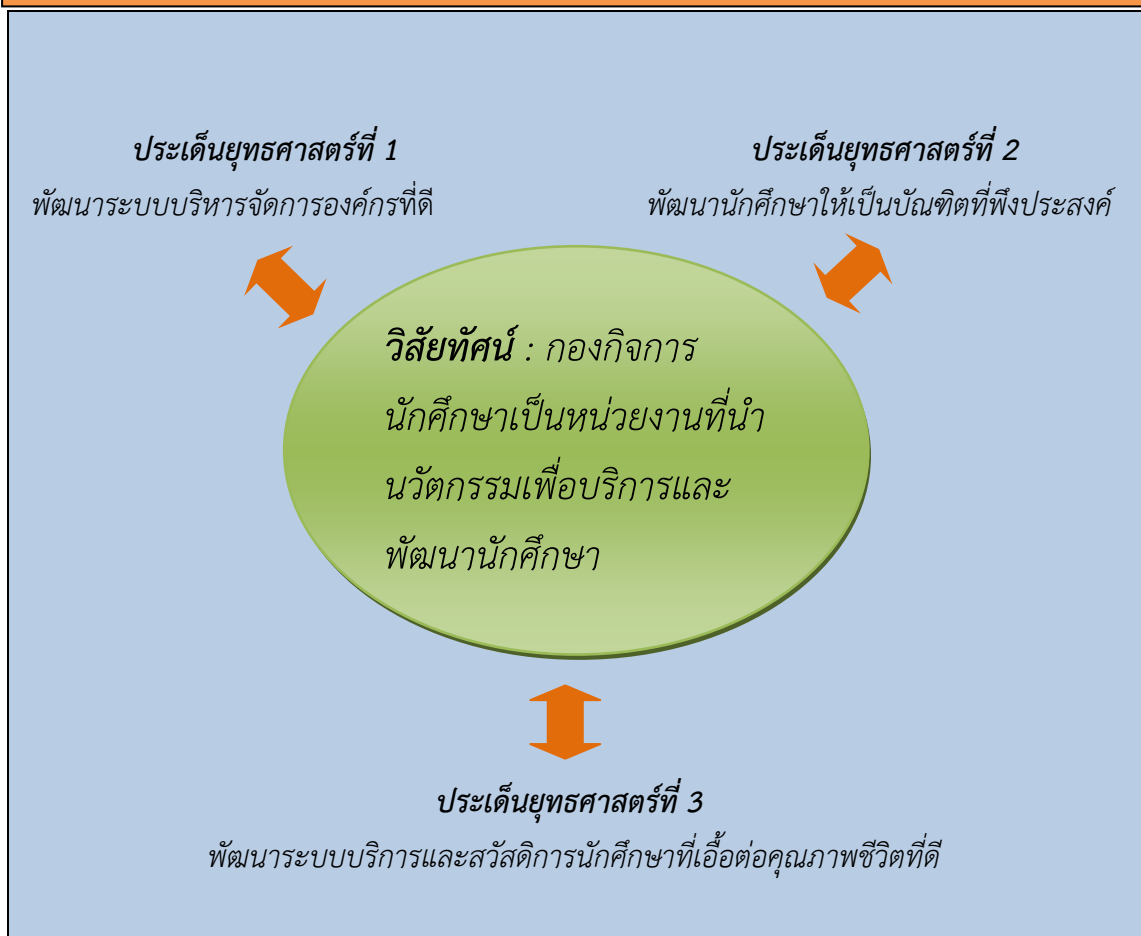 ประเด็นยุทธศาสตร์ที่ 1
พัฒนาระบบบริหารจัดการองค์กรที่ดี
ประเด็นยุทธศาสตร์ที่ 2
พัฒนานักศึกษาให้เป็นบัณฑิตที่พึงประสงค์
วิสัยทัศน์ : กองกิจการ
นักศึกษาเป็นหน่วยงานที่นำ
นวัตกรรมเพื่อบริการและ
พัฒนานักศึกษา
ประเด็นยุทธศาสตร์ที่ 3
พัฒนาระบบบริการและสวัสดิการนักศึกษาที่เอื้อต่อคุณภาพชีวิตที่ดี